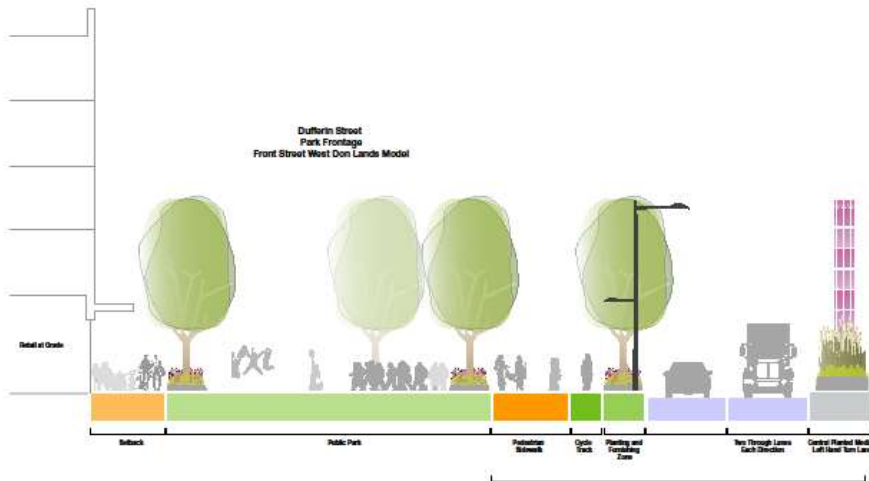 Dufferin Street
Park Frontage
Front Street West Don Lands Model
Retail at Grade
Setback
Public Park
Pedestrian
Sidewalk
Cycle
Track
Planting and
Furnishing
Zone
Two Through Lanes
Each Direction
Central Planted Medi
Left Hand Turn Lan